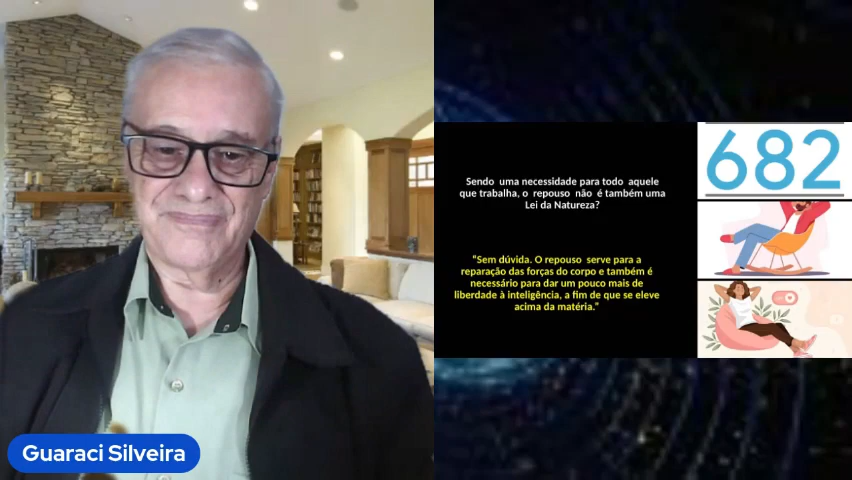 Guaraci Silveira
Sendo uma necessidade para todo aquele
que trabalha, o repouso não é também uma
Lei da Natureza?
"Sem dúvida. O repouso serve para a
reparação das forças do corpo e também é
necessário para dar um pouco mais de
liberdade à inteligência, a fim de que se eleve
acima da matéria."
682